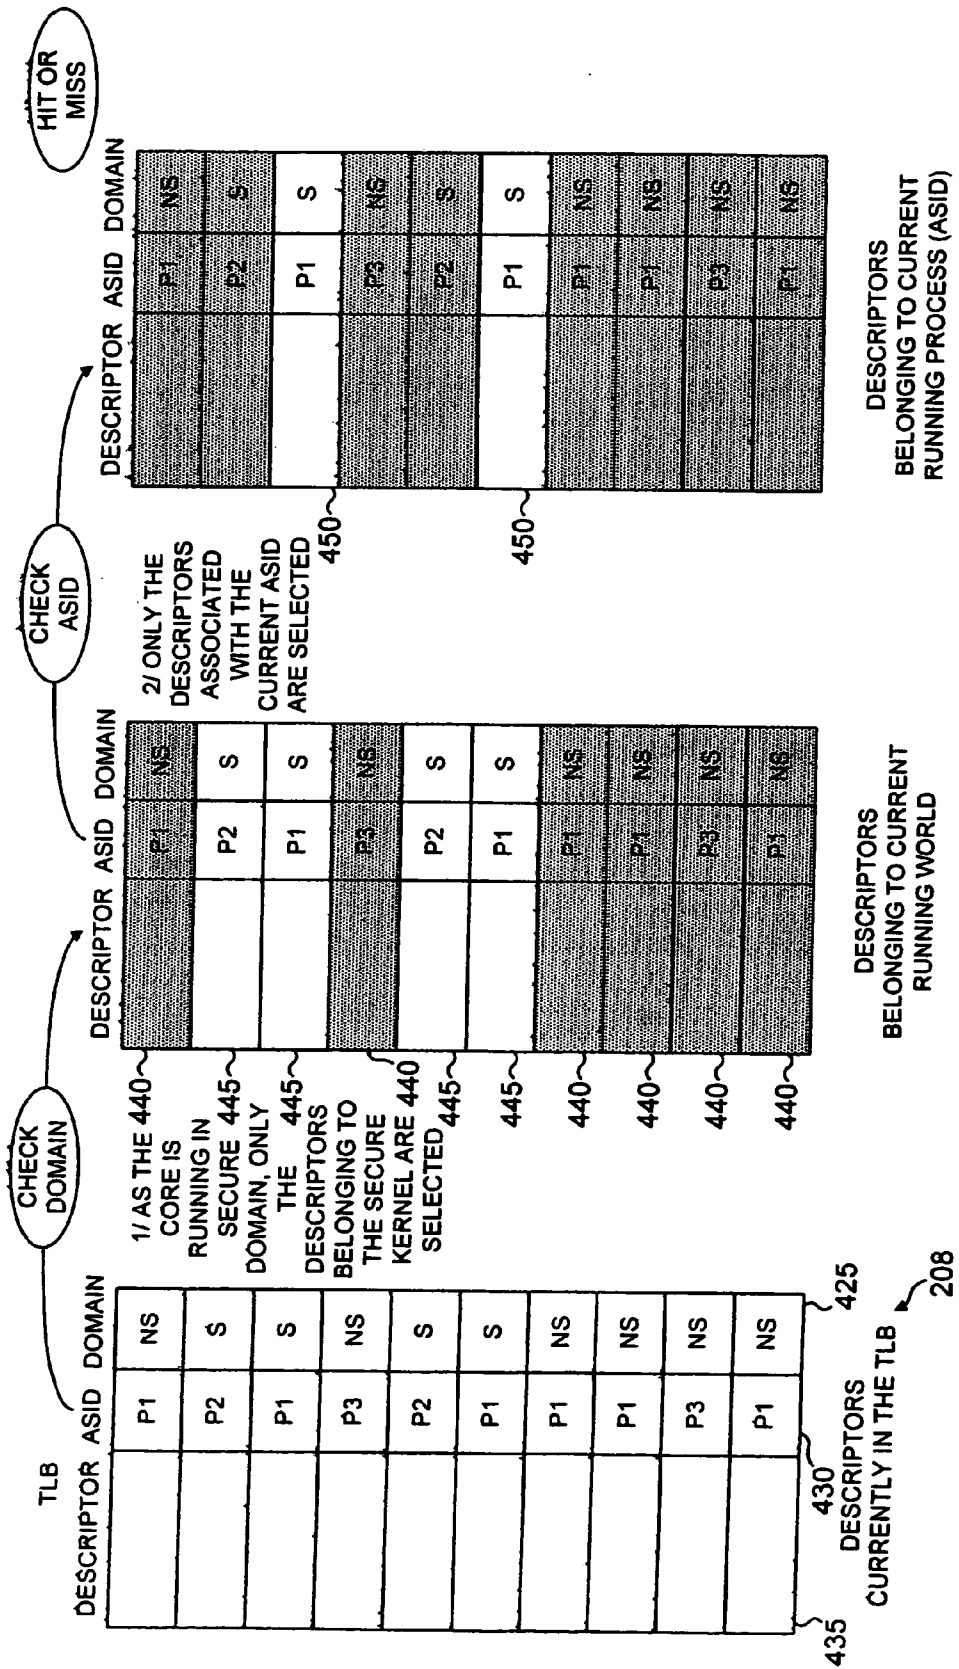 CHECK
DOMAIN
CHECK
ASID
HIT OR
MISS
TLB
DESCRIPTOR ASID DOMAIN
P1 NS
P2 S
P1 S
P3 NS
P2 S
P1 S
P1 NS
P1 NS
P3 NS
P1 NS
435
430
425
DESCRIPTORS
CURRENTLY IN THE TLB
208
1/ AS THE
CORE IS
RUNNING IN
SECURE
DOMAIN, ONLY
THE
DESCRIPTORS
BELONGING TO
THE SECURE
KERNEL ARE
SELECTED
DESCRIPTOR ASID DOMAIN
440 P1 NS
445 P2 S
445 P1 S
440 P3 NS
445 P2 S
445 P1 S
440 P1 NS
440 P1 NS
440 P3 NS
440 P1 NS
DESCRIPTORS
BELONGING TO CURRENT
RUNNING WORLD
2/ ONLY THE
DESCRIPTORS
ASSOCIATED
WITH THE
CURRENT ASID
ARE SELECTED
DESCRIPTOR ASID DOMAIN
P1 NS
P2 S
450 P1 S
P3 NS
P2 S
450 P1 S
P1 NS
P1 NS
P3 NS
P1 NS
DESCRIPTORS
BELONGING TO CURRENT
RUNNING PROCESS (ASID)